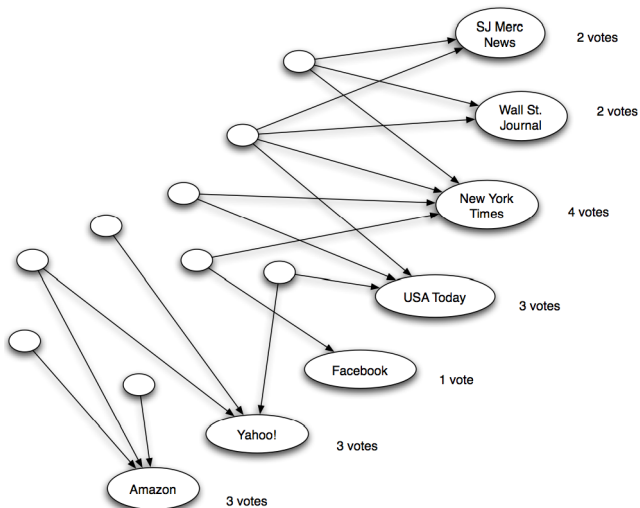 SJ Merc
News
2 votes
Wall St.
Journal
2 votes
New York
Times
4 votes
USA Today
3 votes
Facebook
1 vote
Yahoo!
3 votes
Amazon
3 votes